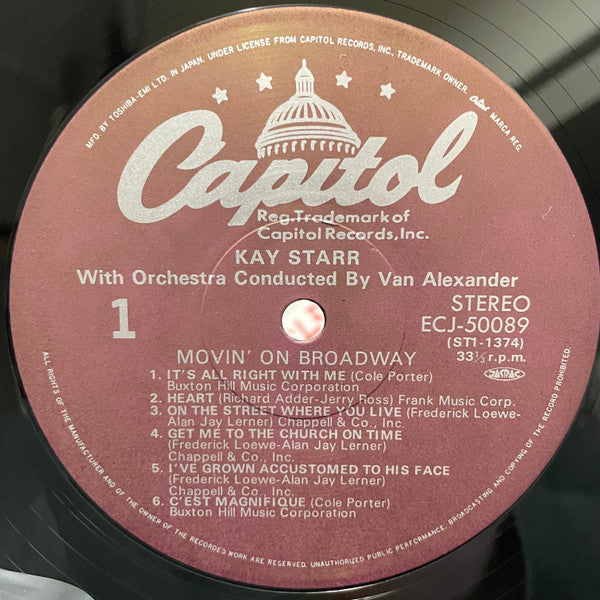 MFD. BY TOSHIBA-EMI LTD. IN JAPAN. UNDER LICENSE FROM CAPITOL RECORDS, INC., TRADEMARK OWNER. Capitol MARCA REG.
Capitol
Reg.Trademark of
Capitol Records,Inc.
KAY STARR
With Orchestra Conducted By Van Alexander
1
STEREO
ECJ-50089
(ST1-1374)
33⅓ r.p.m.
JASRAC
MOVIN' ON BROADWAY
1. IT'S ALL RIGHT WITH ME (Cole Porter)
Buxton Hill Music Corporation
2. HEART (Richard Adder-Jerry Ross) Frank Music Corp.
3. ON THE STREET WHERE YOU LIVE (Frederick Loewe-
Alan Jay Lerner) Chappell & Co., Inc.
4. GET ME TO THE CHURCH ON TIME
(Frederick Loewe-Alan Jay Lerner)
Chappell & Co., Inc.
5. I'VE GROWN ACCUSTOMED TO HIS FACE
(Frederick Loewe-Alan Jay Lerner)
Chappell & Co., Inc.
6. C'EST MAGNIFIQUE (Cole Porter)
Buxton Hill Music Corporation
ALL RIGHTS OF THE MANUFACTURER AND OF THE OWNER OF THE RECORDED WORK ARE RESERVED. UNAUTHORIZED PUBLIC PERFORMANCE, BROADCASTING AND COPYING OF THE RECORD PROHIBITED.